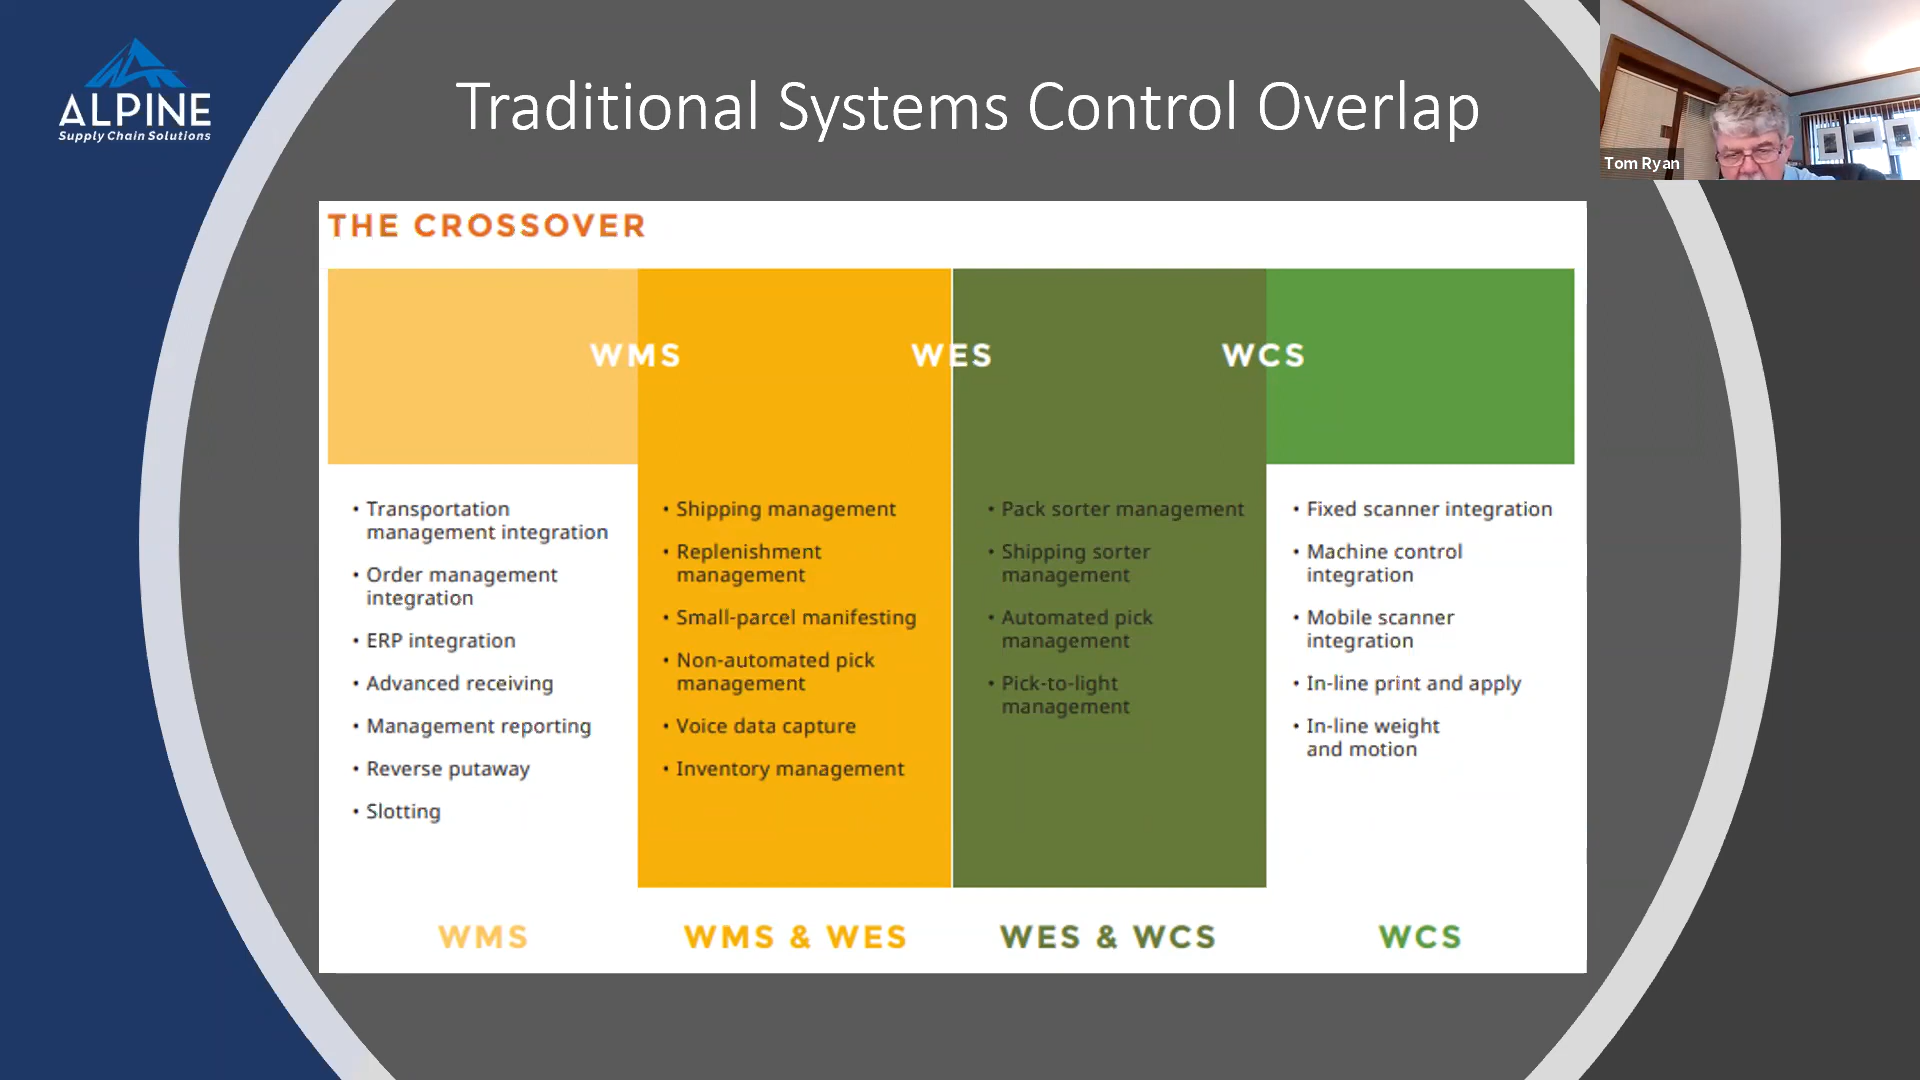 ALPINE
Supply Chain Solutions
Traditional Systems Control Overlap
Tom Ryan
THE CROSSOVER
WMS
WES
WCS
• Transportation
management integration
• Order management
integration
• ERP integration
• Advanced receiving
• Management reporting
• Reverse putaway
• Slotting
• Shipping management
• Replenishment
management
• Small-parcel manifesting
• Non-automated pick
management
• Voice data capture
• Inventory management
• Pack sorter management
• Shipping sorter
management
• Automated pick
management
• Pick-to-light
management
• Fixed scanner integration
• Machine control
integration
• Mobile scanner
integration
• In-line print and apply
• In-line weight
and motion
WMS
WMS & WES
WES & WCS
WCS